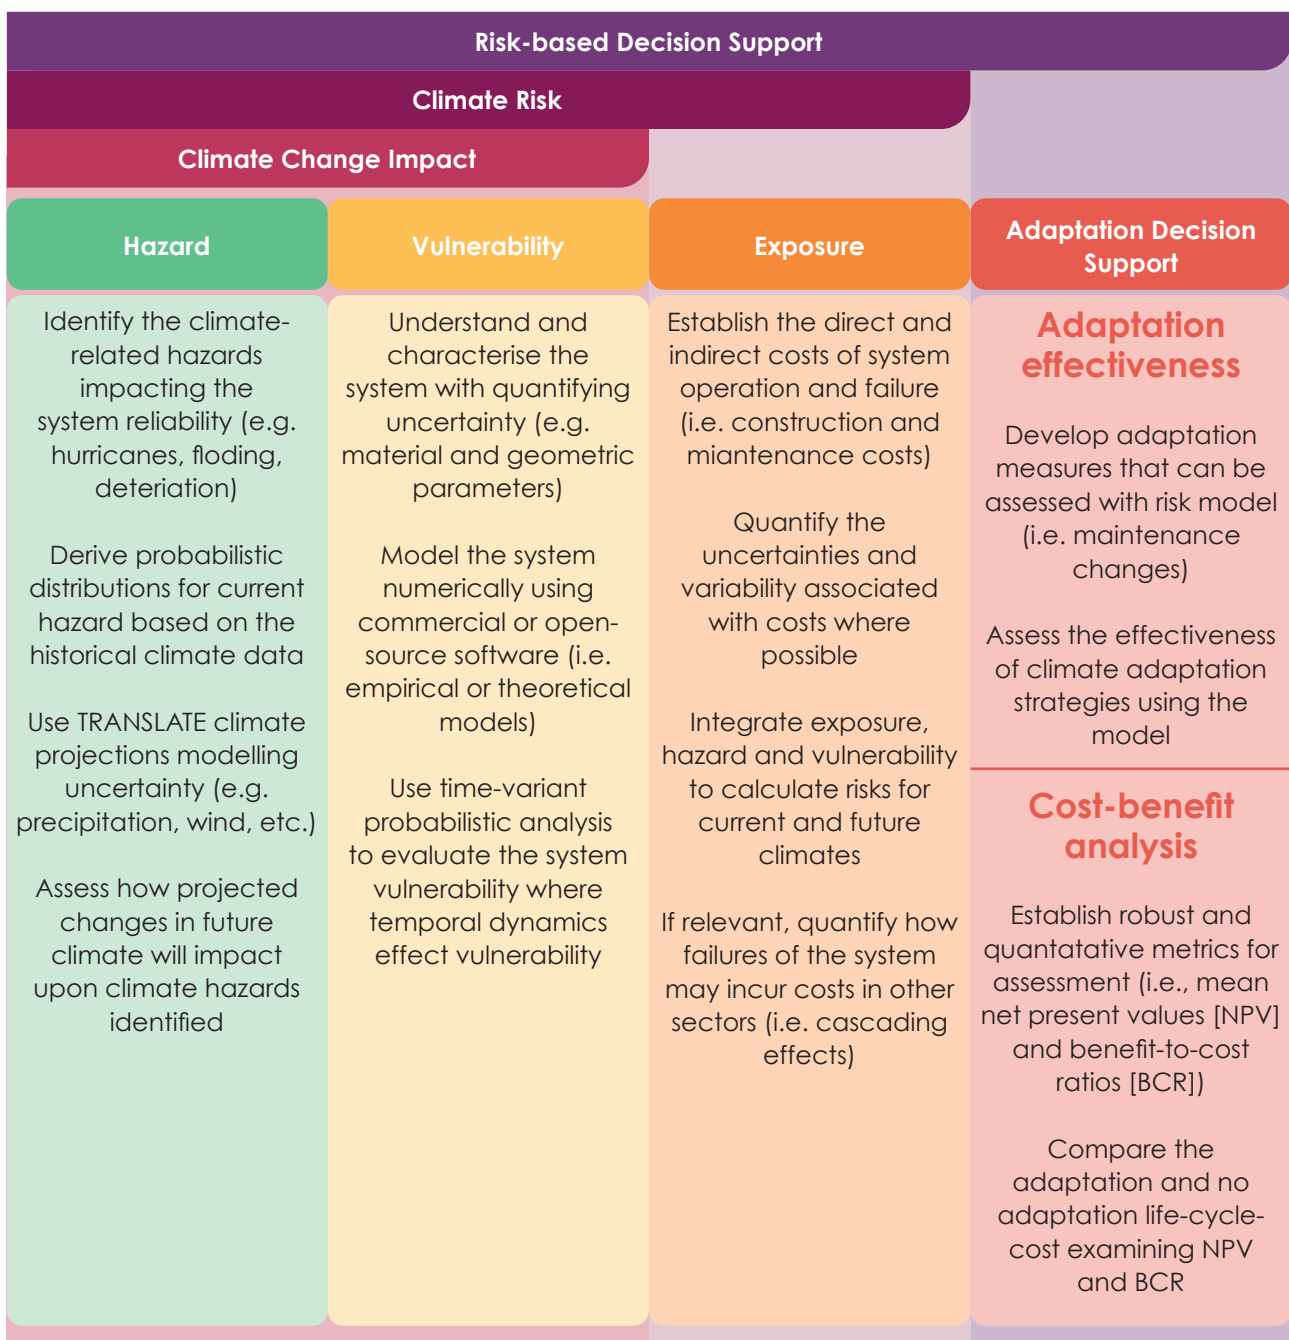 Risk-based Decision Support
Climate Risk
Climate Change Impact
Hazard
Identify the climate-
related hazards
impacting the
system reliability (e.g.
hurricanes, floding,
deteriation)
Derive probabilistic
distributions for current
hazard based on the
historical climate data
Use TRANSLATE climate
projections modelling
uncertainty (e.g.
precipitation, wind, etc.)
Assess how projected
changes in future
climate will impact
upon climate hazards
identified
Vulnerability
Understand and
characterise the
system with quantifying
uncertainty (e.g.
material and geometric
parameters)
Model the system
numerically using
commercial or open-
source software (i.e.
empirical or theoretical
models)
Use time-variant
probabilistic analysis
to evaluate the system
vulnerability where
temporal dynamics
effect vulnerability
Exposure
Establish the direct and
indirect costs of system
operation and failure
(i.e. construction and
miantenance costs)
Quantify the
uncertainties and
variability associated
with costs where
possible
Integrate exposure,
hazard and vulnerability
to calculate risks for
current and future
climates
If relevant, quantify how
failures of the system
may incur costs in other
sectors (i.e. cascading
effects)
Adaptation Decision
Support
Adaptation
effectiveness
Develop adaptation
measures that can be
assessed with risk model
(i.e. maintenance
changes)
Assess the effectiveness
of climate adaptation
strategies using the
model
Cost-benefit
analysis
Establish robust and
quantatative metrics for
assessment (i.e., mean
net present values [NPV]
and benefit-to-cost
ratios [BCR])
Compare the
adaptation and no
adaptation life-cycle-
cost examining NPV
and BCR